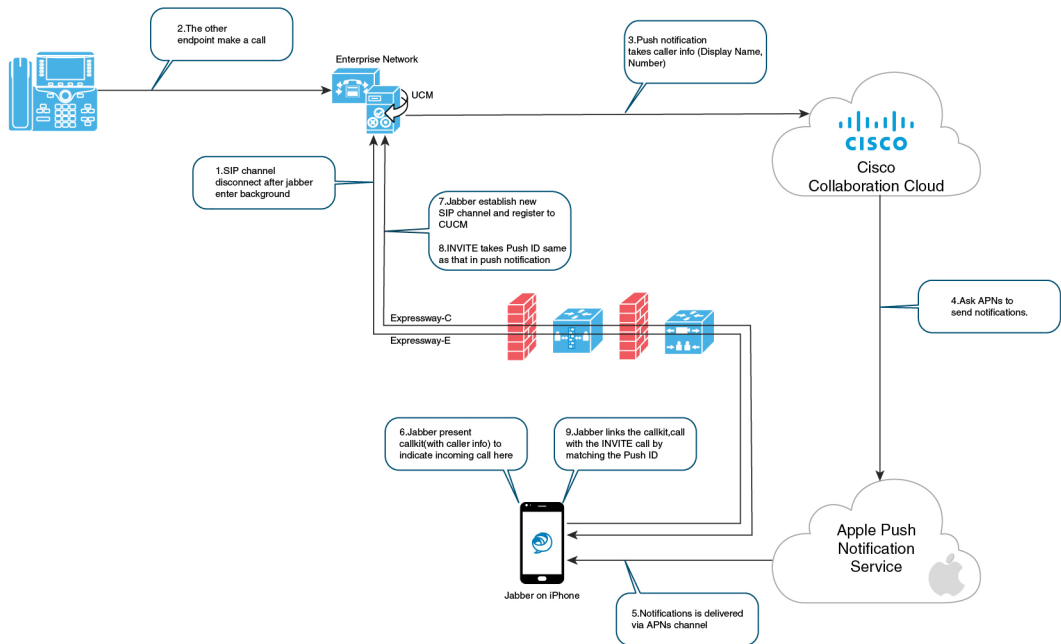 2.The other
endpoint make a call
3.Push notification
takes caller info (Display Name,
Number)
Enterprise Network
UCM
CISCO
Cisco
Collaboration Cloud
1.SIP channel
disconnect after jabber
enter background
7.Jabber establish new
SIP channel and register to
CUCM
8.INVITE takes Push ID same
as that in push notification
4.Ask APNs to
send notifications.
Expressway-C
Expressway-E
6.Jabber present
callkit(with caller info) to
indicate incoming call here
9.Jabber links the callkit,call
with the INVITE call by
matching the Push ID
Apple Push
Notification
Service
Jabber on iPhone
5.Notifications is delivered
via APNs channel